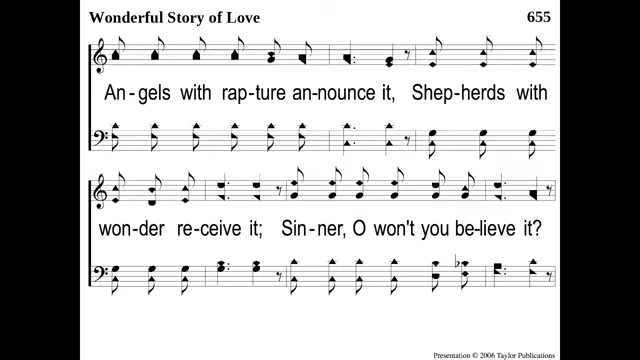 Wonderful Story of Love 655
An-gels with rap-ture an-nounce it, Shep-herds with
won-der re-ceive it; Sin-ner, O won't you be-lieve it?
Presentation © 2006 Taylor Publications